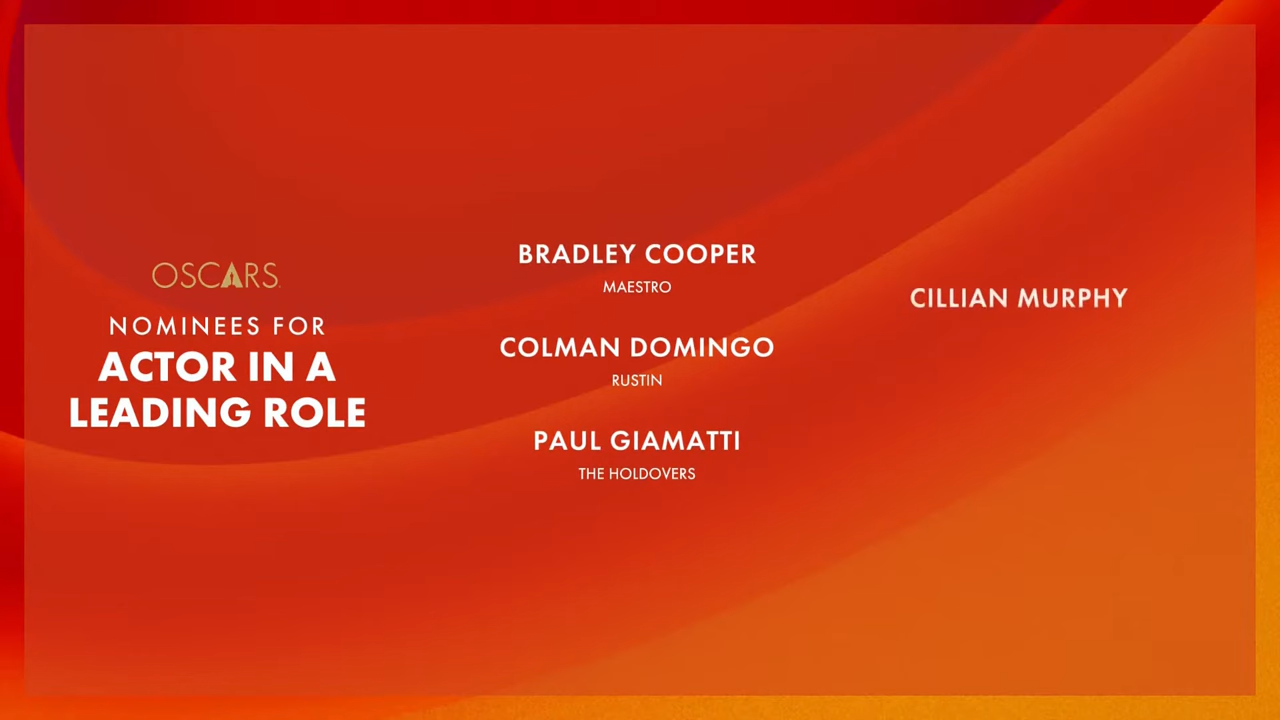 OSCARS
NOMINEES FOR
ACTOR IN A
LEADING ROLE
BRADLEY COOPER
MAESTRO
COLMAN DOMINGO
RUSTIN
PAUL GIAMATTI
THE HOLDOVERS
CILLIAN MURPHY